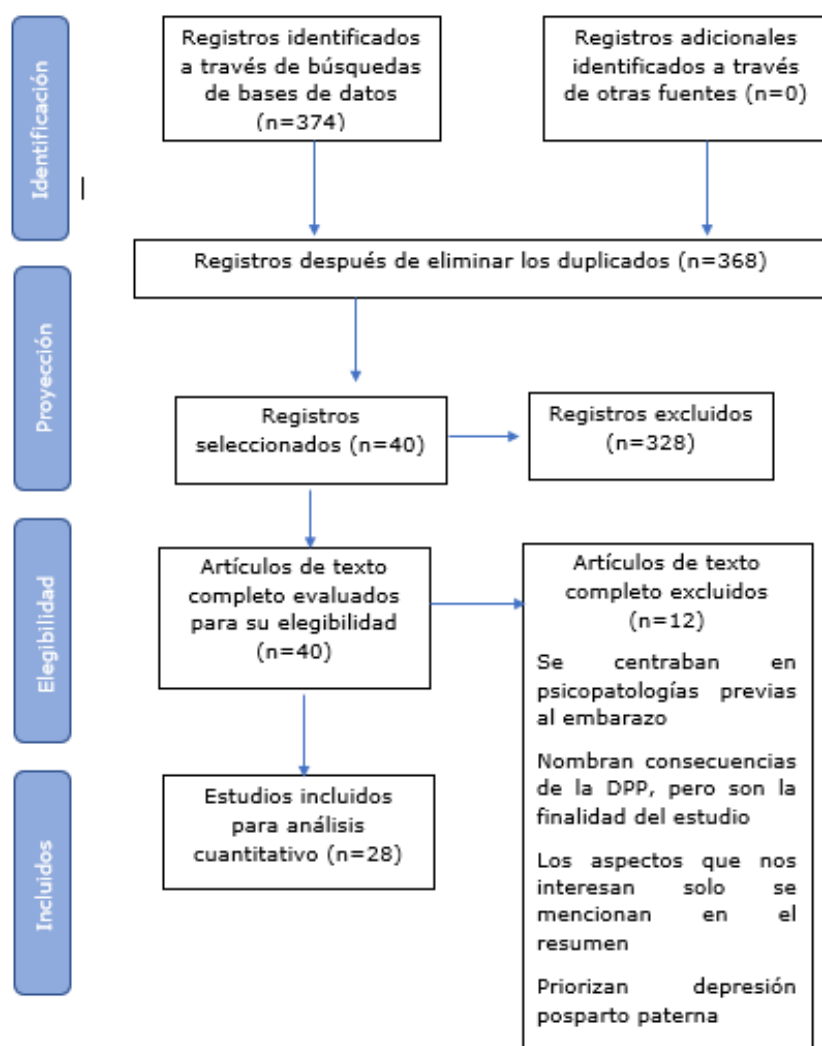 Identificación
Registros identificados
a través de búsquedas
de bases de datos
(n=374)
Registros adicionales
identificados a través
de otras fuentes (n=0)
Registros después de eliminar los duplicados (n=368)
Proyección
Registros
seleccionados (n=40)
Registros excluidos
(n=328)
Elegibilidad
Artículos de texto
completo evaluados
para su elegibilidad
(n=40)
Artículos de texto
completo excluidos
(n=12)
Se centraban en
psicopatologías previas
al embarazo
Nombran consecuencias
de la DPP, pero son la
finalidad del estudio
Los aspectos que nos
interesan solo se
mencionan en el
resumen
Priorizan depresión
posparto paterna
Incluidos
Estudios incluidos
para análisis
cuantitativo (n=28)